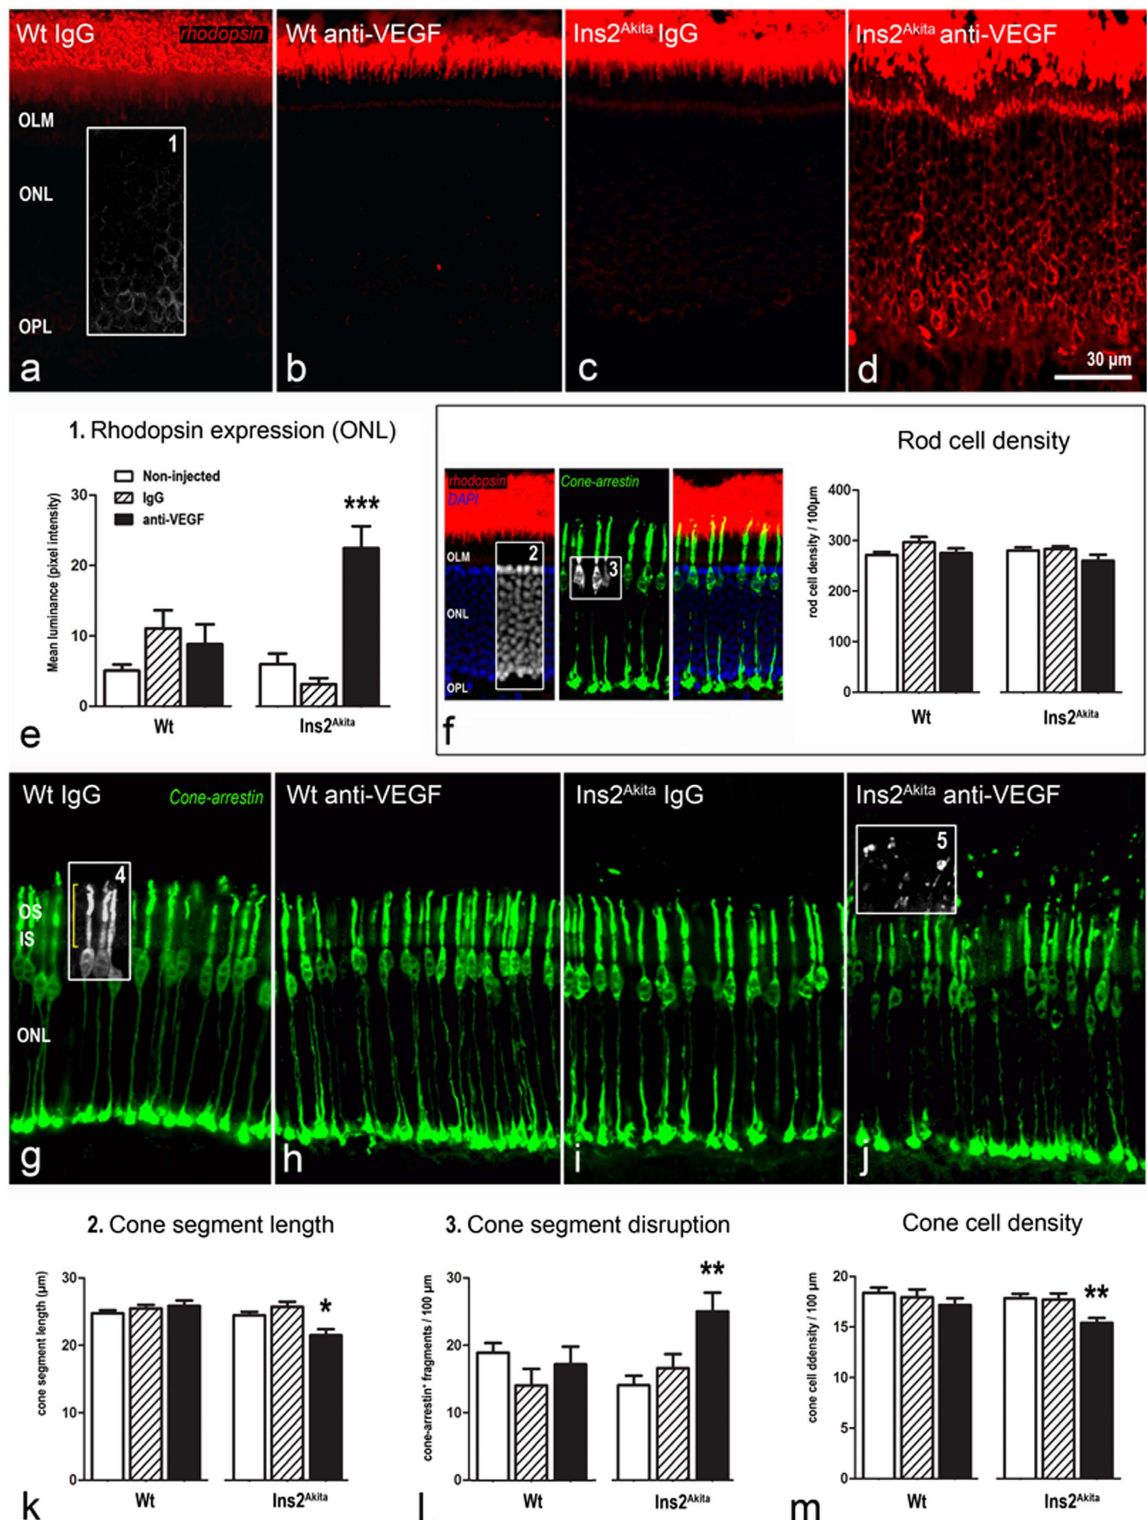 Wt IgG
rhodopsin
Wt anti-VEGF
Ins2Akita IgG
Ins2Akita anti-VEGF
OLM
1
ONL
OPL
30 µm
a
b
c
d
1. Rhodopsin expression (ONL)
Non-injected
IgG
anti-VEGF
Mean luminance (pixel intensity)
30
20
10
0
***
Wt
Ins2Akita
e
rhodopsin
DAPI
Cone-arrestin
OLM
2
3
ONL
OPL
f
Rod cell density
rod cell density / 100µm
400
300
200
100
0
Wt
Ins2Akita
Wt IgG
Cone-arrestin
Wt anti-VEGF
Ins2Akita IgG
Ins2Akita anti-VEGF
4
5
OS
IS
ONL
g
h
i
j
2. Cone segment length
cone segment length (µm)
30
20
10
0
*
Wt
Ins2Akita
k
3. Cone segment disruption
cone-arrestin+ fragments / 100 µm
30
20
10
0
**
Wt
Ins2Akita
l
Cone cell density
cone cell ddensity / 100 µm
20
15
10
5
0
**
Wt
Ins2Akita
m